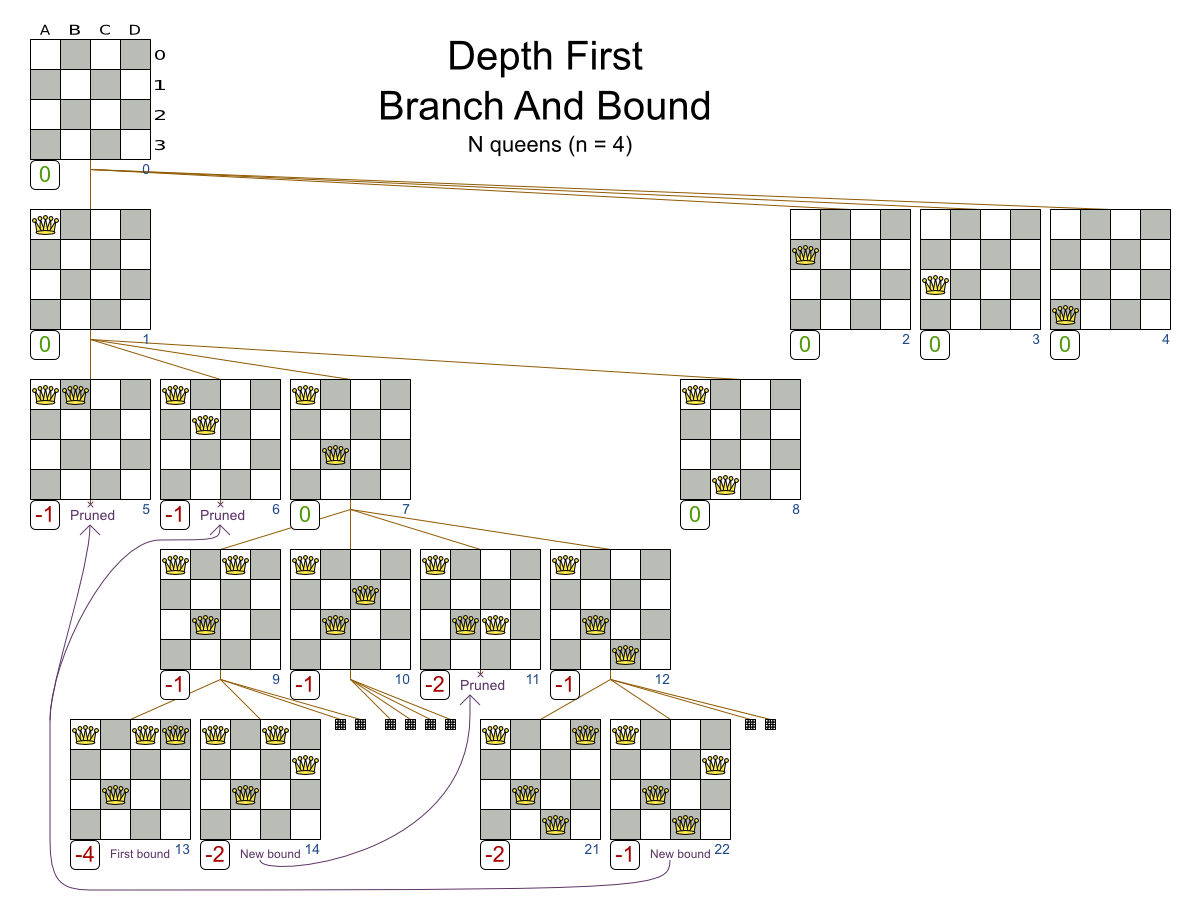 A B C D
Depth First
0
1
Branch And Bound
2
3
N queens (n = 4)
0 0
0 1
0 2
0 3
0 4
-1 Pruned 5
-1 Pruned 6
0 7
0 8
-1 9
-1 10
-2 Pruned 11
-1 12
-4 First bound 13
-2 New bound 14
-2 21
-1 New bound 22